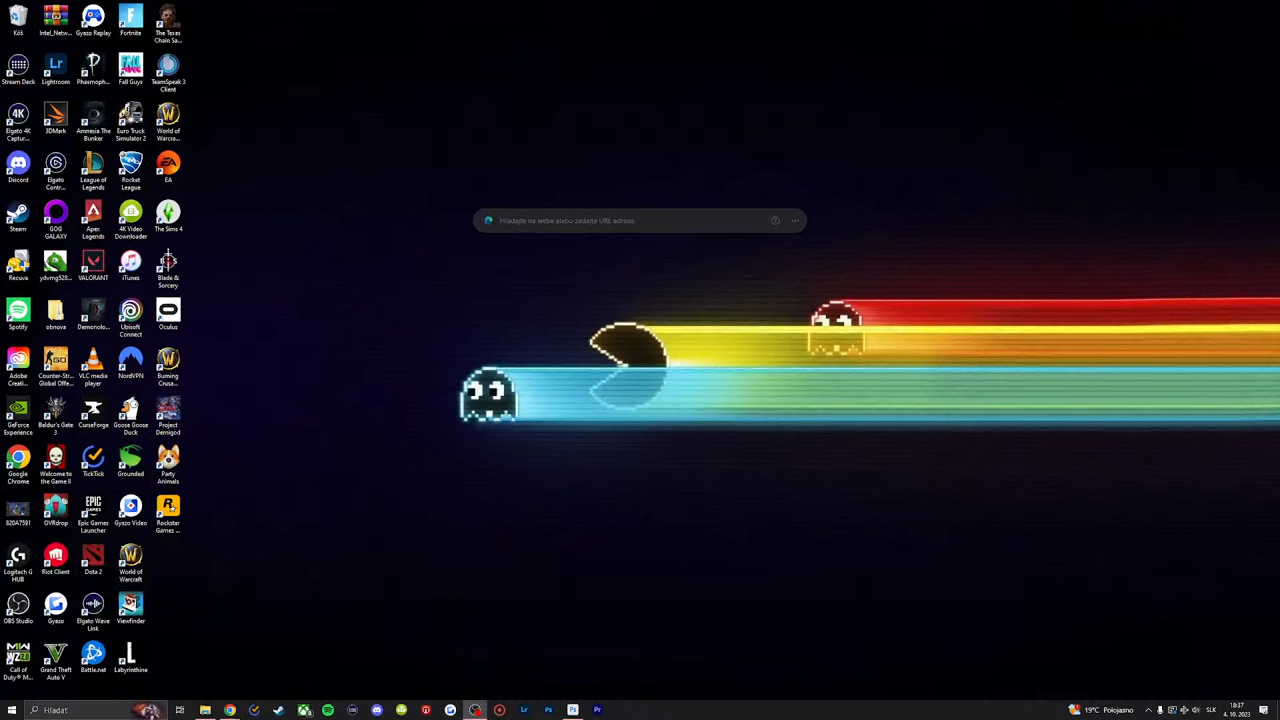 Kôš
Intel_Netw...
Gyazo Replay
Fortnite
The Texas
Chain Sa...
Stream Deck
Lightroom
Phasmoph...
Fall Guys
TeamSpeak 3
Client
Elgato 4K
Captur...
3DMark
Amnesia The
Bunker
Euro Truck
Simulator 2
World of
Warcra...
Discord
Elgato
Contr...
League of
Legends
Rocket
League
EA
Steam
GOG
GALAXY
Apex
Legends
4K Video
Downloader
The Sims 4
Hľadajte na webe alebo zadajte URL adresu
Recuva
ydvmg528...
VALORANT
iTunes
Blade &
Sorcery
Spotify
obnova
Demonolo...
Ubisoft
Connect
Oculus
Adobe
Creati...
Counter-Str...
Global Offe...
VLC media
player
NordVPN
Burning
Crusa...
GeForce
Experience
Baldur's Gate
3
CurseForge
Goose Goose
Duck
Project
Demigod
Google
Chrome
Welcome to
the Game II
TickTick
Grounded
Party
Animals
820A7591
OVRdrop
Epic Games
Launcher
Gyazo Video
Rockstar
Games ...
Logitech G
HUB
Riot Client
Dota 2
World of
Warcraft
OBS Studio
Gyazo
Elgato Wave
Link
Viewfinder
Call of
Duty® M...
Grand Theft
Auto V
Battle.net
Labyrinthine
Hľadať
19°C Polojasno
SLK
18:37
4. 10. 2023